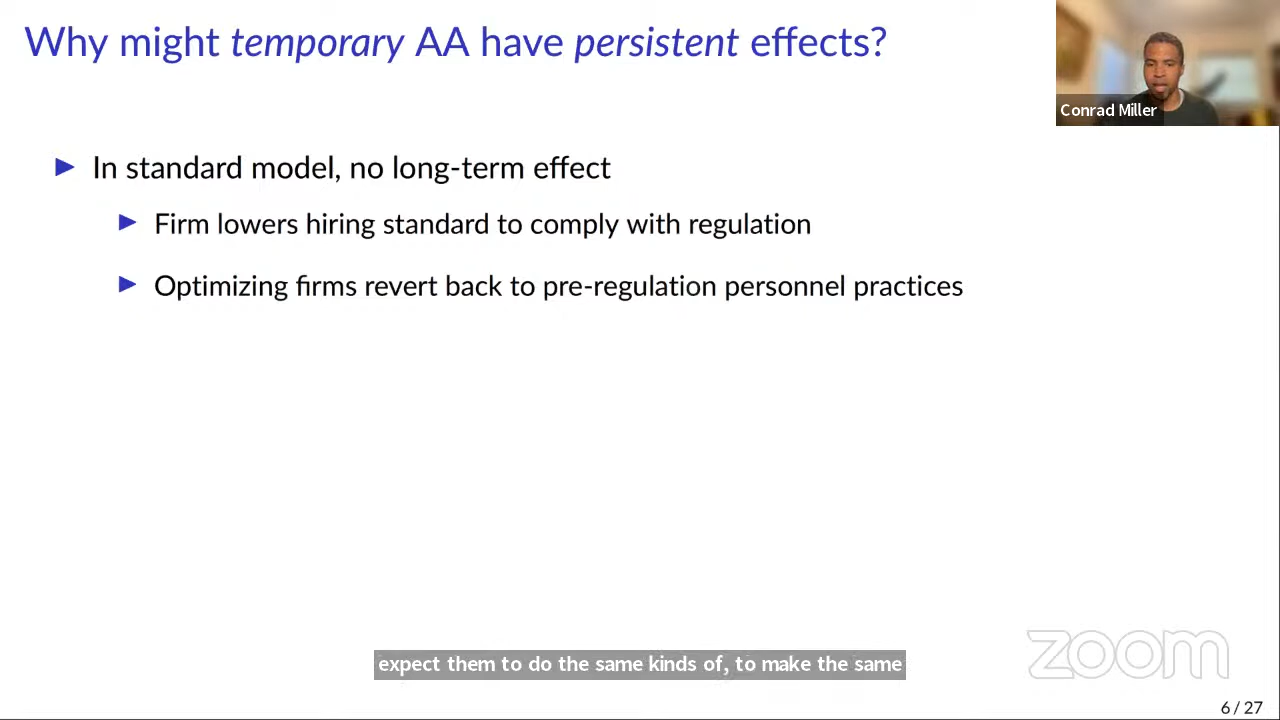 Why might temporary AA have persistent effects?
Conrad Miller
In standard model, no long-term effect
Firm lowers hiring standard to comply with regulation
Optimizing firms revert back to pre-regulation personnel practices
expect them to do the same kinds of, to make the same
zoom
6 / 27